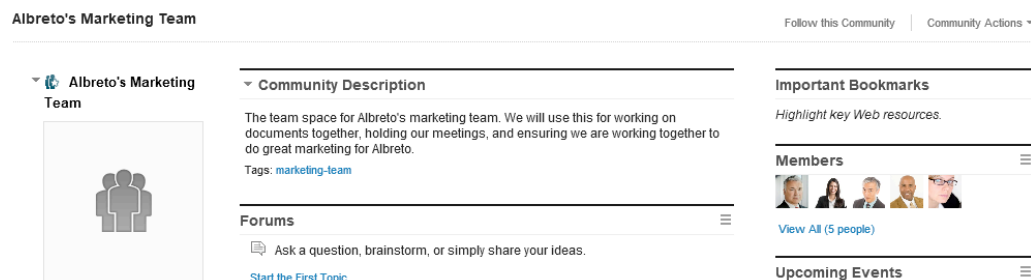 Albreto's Marketing Team
Follow this Community
Community Actions
Albreto's Marketing
Team
Community Description
The team space for Albreto's marketing team. We will use this for working on
documents together, holding our meetings, and ensuring we are working together to
do great marketing for Albreto.
Tags: marketing-team
Forums
Ask a question, brainstorm, or simply share your ideas.
Start the First Topic
Important Bookmarks
Highlight key Web resources.
Members
View All (5 people)
Upcoming Events